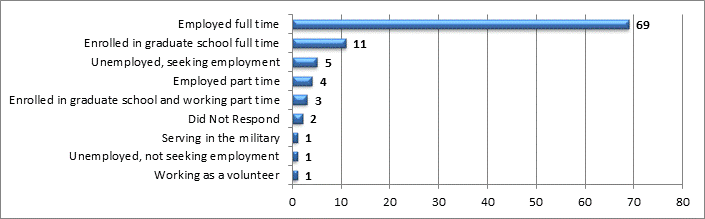 Employed full time 69
Enrolled in graduate school full time 11
Unemployed, seeking employment 5
Employed part time 4
Enrolled in graduate school and working part time 3
Did Not Respond 2
Serving in the military 1
Unemployed, not seeking employment 1
Working as a volunteer 1
0 10 20 30 40 50 60 70 80